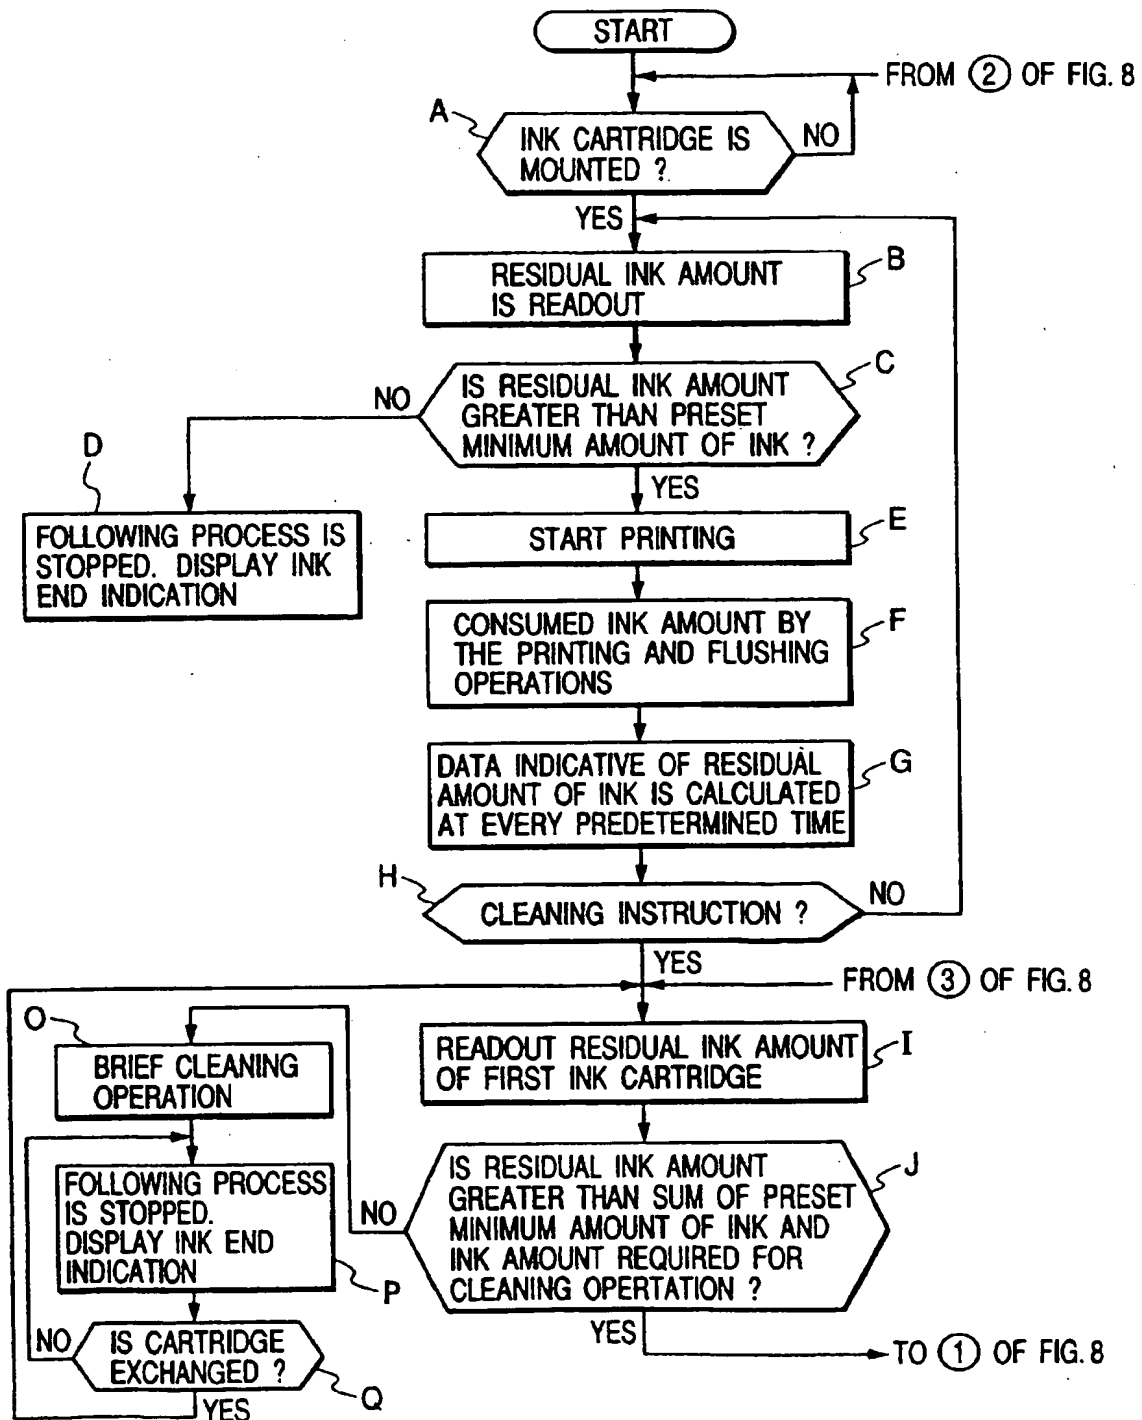 START
FROM 2 OF FIG. 8
A
INK CARTRIDGE IS
MOUNTED ?
NO
YES
RESIDUAL INK AMOUNT
IS READOUT
B
C
IS RESIDUAL INK AMOUNT
GREATER THAN PRESET
MINIMUM AMOUNT OF INK ?
NO
D
YES
FOLLOWING PROCESS IS
STOPPED. DISPLAY INK
END INDICATION
START PRINTING
E
CONSUMED INK AMOUNT BY
THE PRINTING AND FLUSHING
OPERATIONS
F
DATA INDICATIVE OF RESIDUAL
AMOUNT OF INK IS CALCULATED
AT EVERY PREDETERMINED TIME
G
H
CLEANING INSTRUCTION ?
NO
YES
FROM 3 OF FIG. 8
READOUT RESIDUAL INK AMOUNT
OF FIRST INK CARTRIDGE
I
O
BRIEF CLEANING
OPERATION
IS RESIDUAL INK AMOUNT
GREATER THAN SUM OF PRESET
MINIMUM AMOUNT OF INK AND
INK AMOUNT REQUIRED FOR
CLEANING OPERTATION ?
J
NO
FOLLOWING PROCESS
IS STOPPED.
DISPLAY INK END
INDICATION
P
YES
TO 1 OF FIG. 8
NO
IS CARTRIDGE
EXCHANGED ?
Q
YES